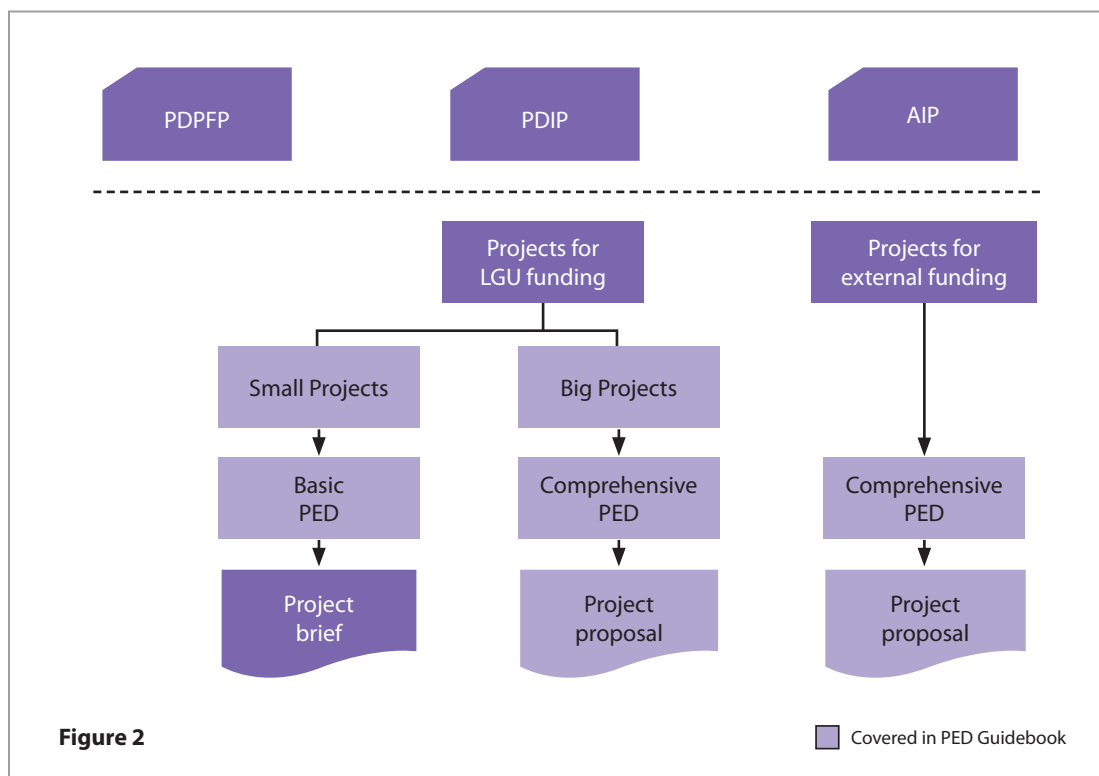 PDPFP
PDIP
AIP
Projects for
LGU funding
Projects for
external funding
Small Projects
Big Projects
Basic
PED
Comprehensive
PED
Comprehensive
PED
Project
brief
Project
proposal
Project
proposal
Figure 2
Covered in PED Guidebook